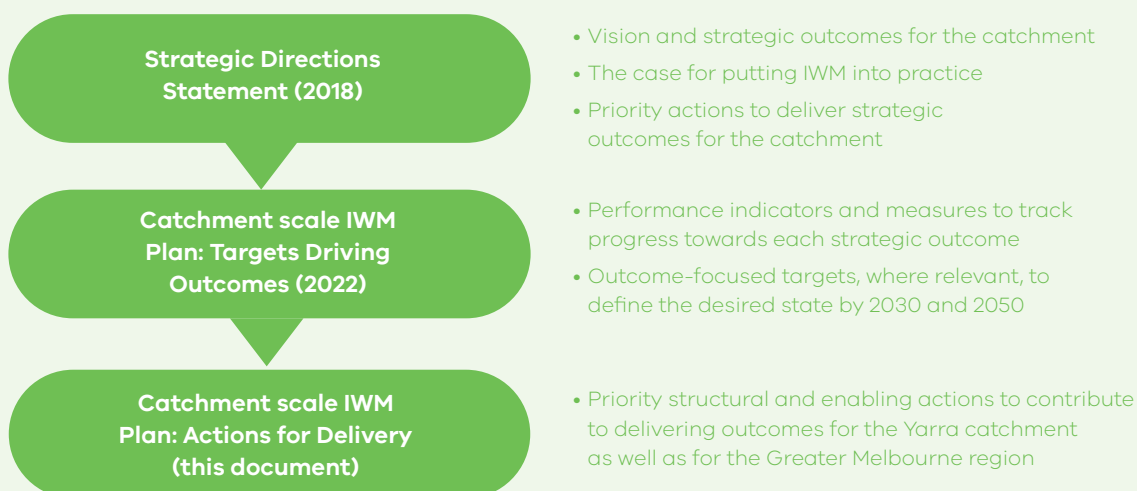 Strategic Directions
Statement (2018)
• Vision and strategic outcomes for the catchment
• The case for putting IWM into practice
• Priority actions to deliver strategic
outcomes for the catchment
Catchment scale IWM
Plan: Targets Driving
Outcomes (2022)
• Performance indicators and measures to track
progress towards each strategic outcome
• Outcome-focused targets, where relevant, to
define the desired state by 2030 and 2050
Catchment scale IWM
Plan: Actions for Delivery
(this document)
• Priority structural and enabling actions to contribute
to delivering outcomes for the Yarra catchment
as well as for the Greater Melbourne region